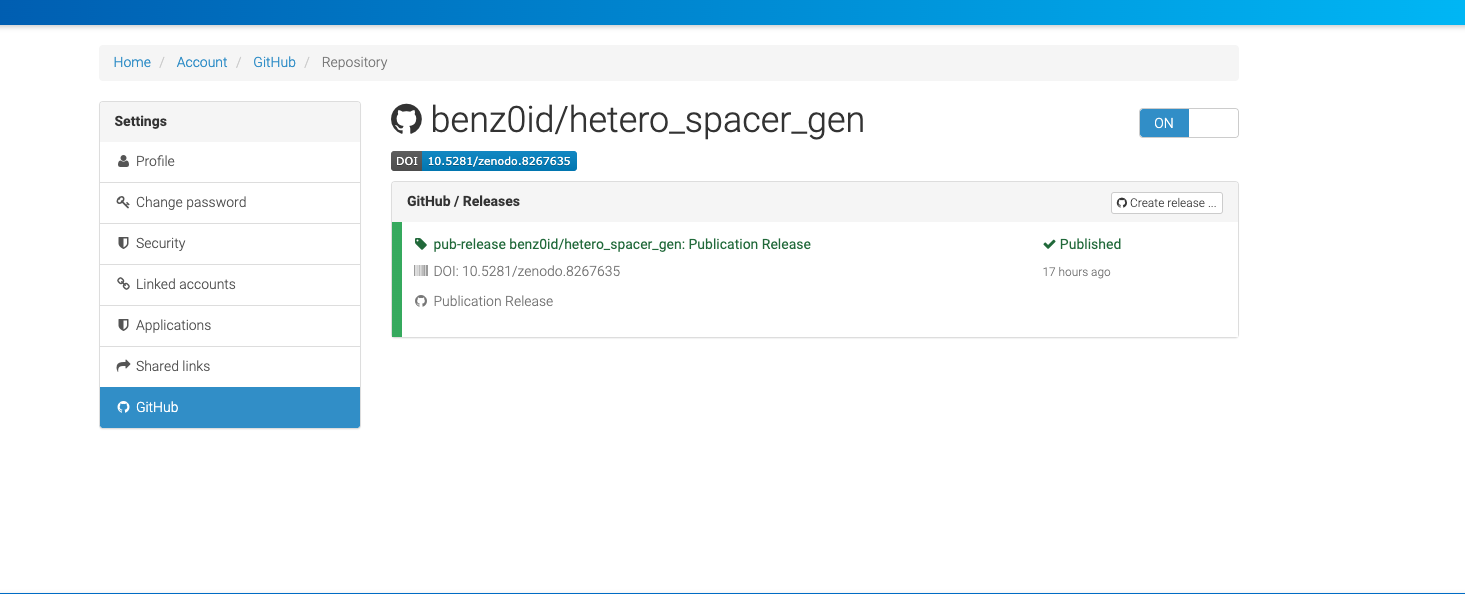 Home / Account / GitHub / Repository
Settings
Profile
Change password
Security
Linked accounts
Applications
Shared links
GitHub
benz0id/hetero_spacer_gen
ON
DOI 10.5281/zenodo.8267635
GitHub / Releases
Create release ...
pub-release benz0id/hetero_spacer_gen: Publication Release
Published
DOI: 10.5281/zenodo.8267635
17 hours ago
Publication Release